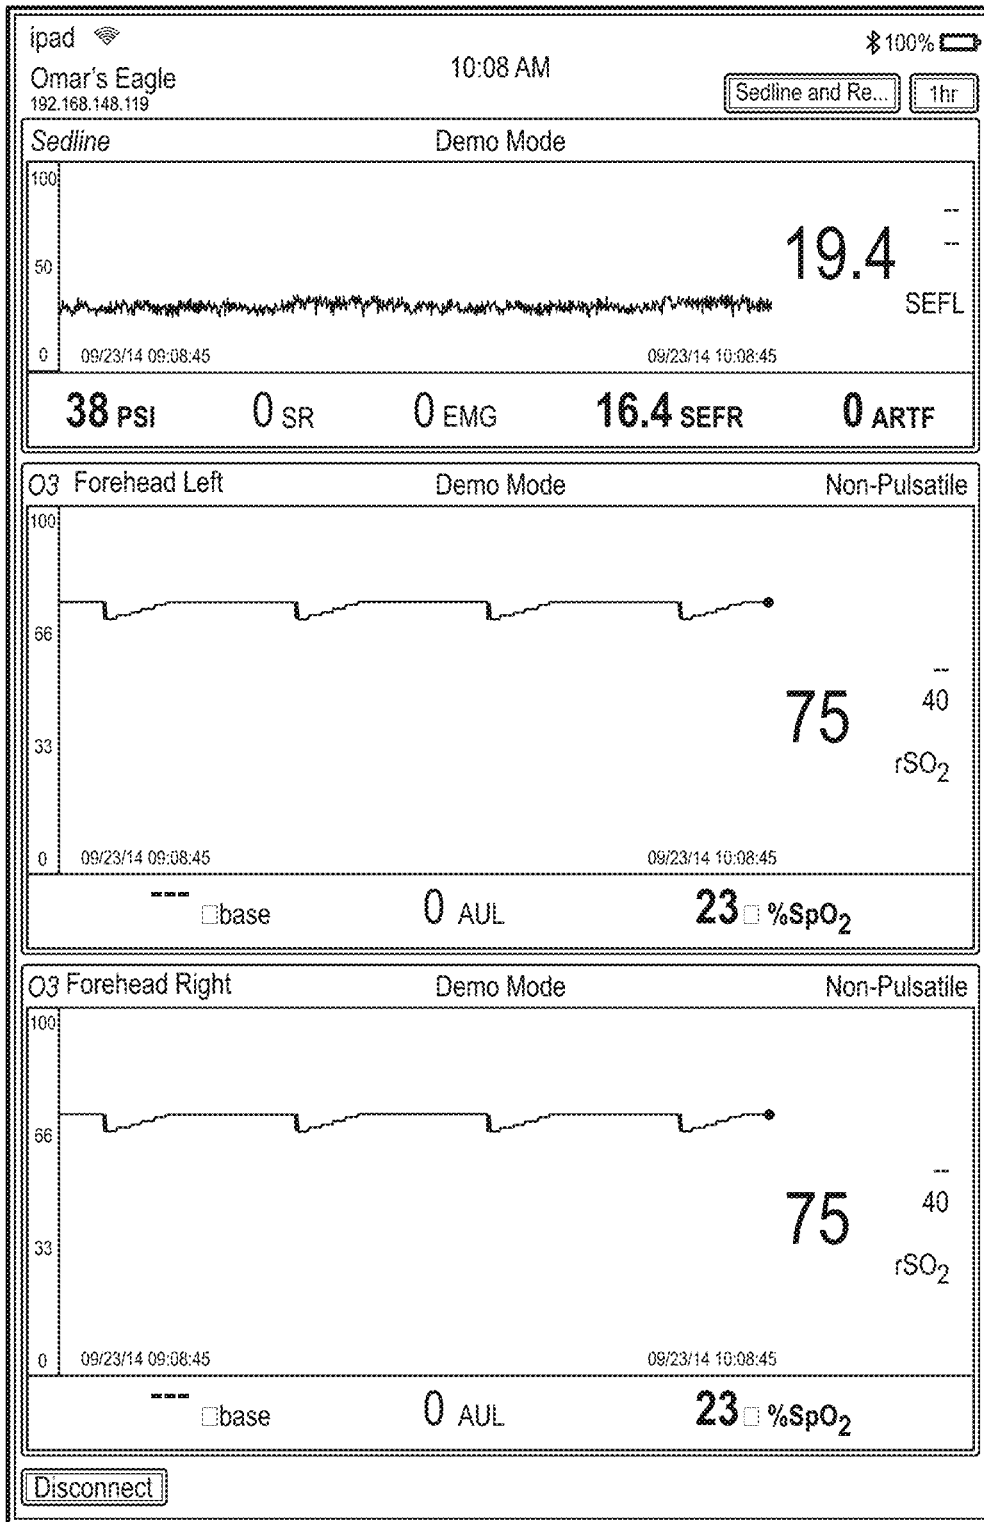 ipad 100%
10:08 AM
Omar's Eagle
192.168.148.119
Sedline and Re... 1hr
Sedline Demo Mode
100
--
19.4 --
50
SEFL
0 09/23/14 09:08:45 09/23/14 10:08:45
38 PSI 0 SR 0 EMG 16.4 SEFR 0 ARTF
O3 Forehead Left Demo Mode Non-Pulsatile
100
66
--
75 40
33
rSO₂
0 09/23/14 09:08:45 09/23/14 10:08:45
--- □base 0 AUL 23□ %SpO₂
O3 Forehead Right Demo Mode Non-Pulsatile
100
66
--
75 40
33
rSO₂
0 09/23/14 09:08:45 09/23/14 10:08:45
--- □base 0 AUL 23□ %SpO₂
Disconnect